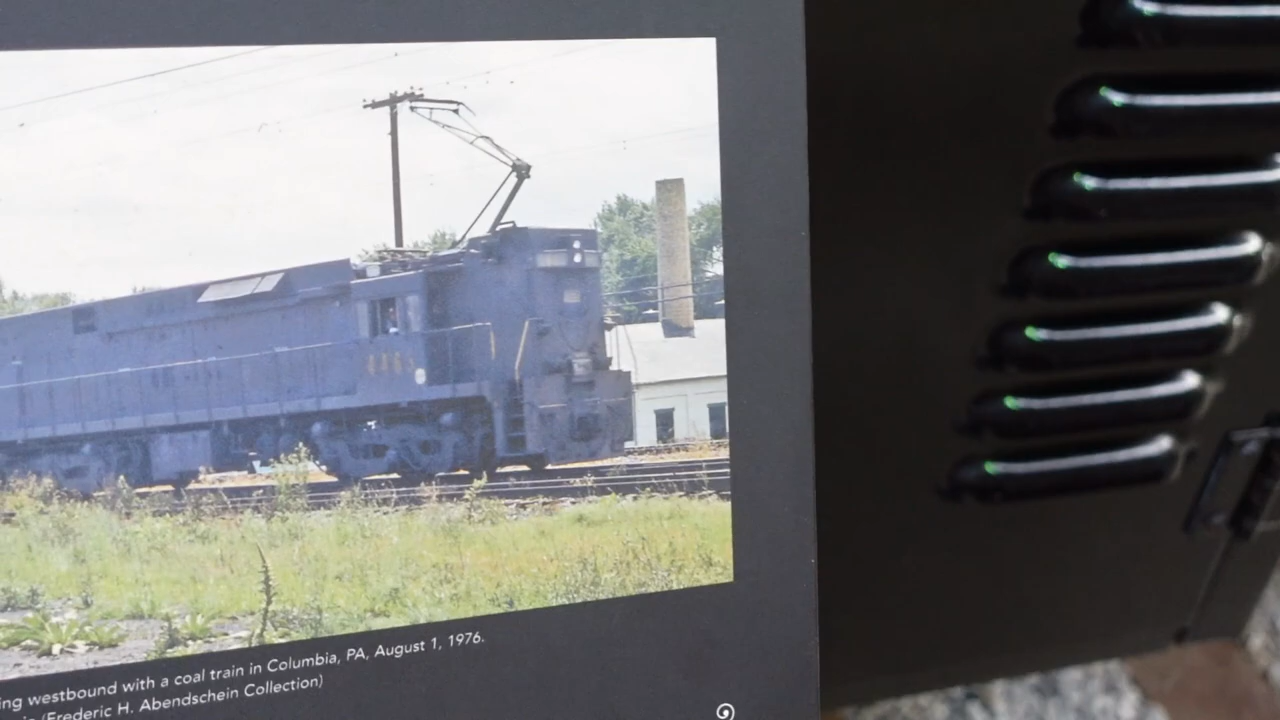 ing westbound with a coal train in Columbia, PA, August 1, 1976.
(Frederic H. Abendschein Collection)